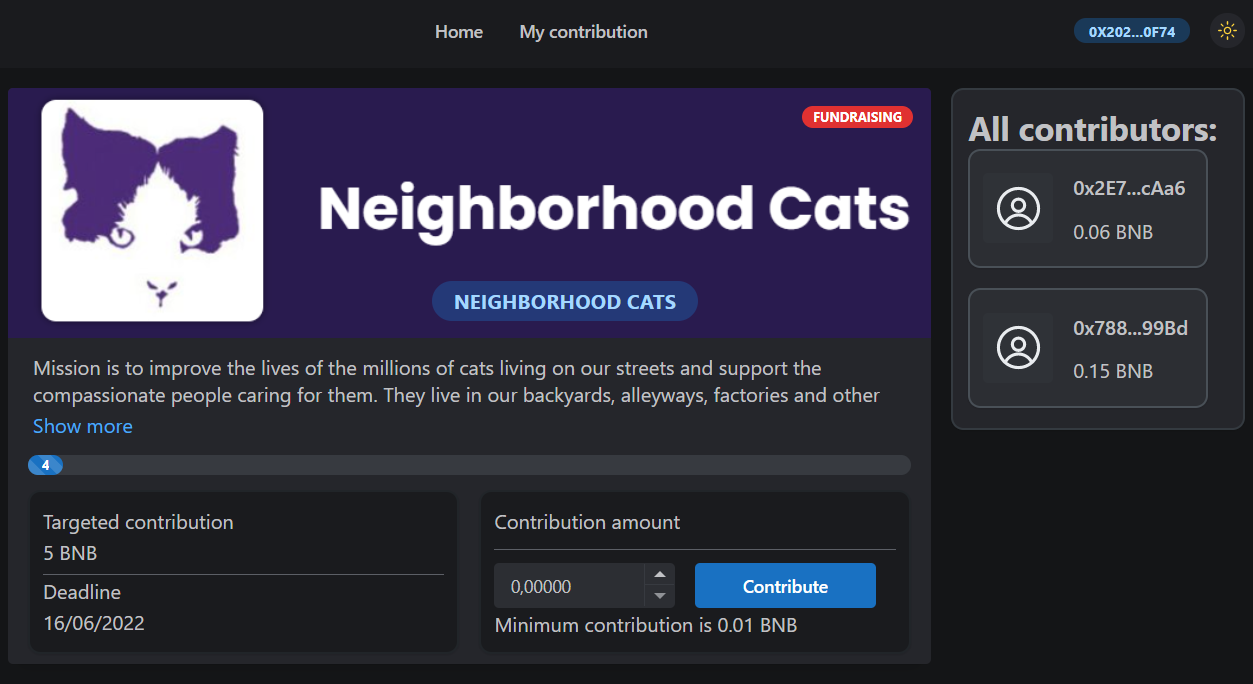 Home
My contribution
0X202...0F74
FUNDRAISING
Neighborhood Cats
NEIGHBORHOOD CATS
Mission is to improve the lives of the millions of cats living on our streets and support the
compassionate people caring for them. They live in our backyards, alleyways, factories and other
Show more
4
Targeted contribution
5 BNB
Deadline
16/06/2022
Contribution amount
0,00000
Contribute
Minimum contribution is 0.01 BNB
All contributors:
0x2E7...cAa6
0.06 BNB
0x788...99Bd
0.15 BNB